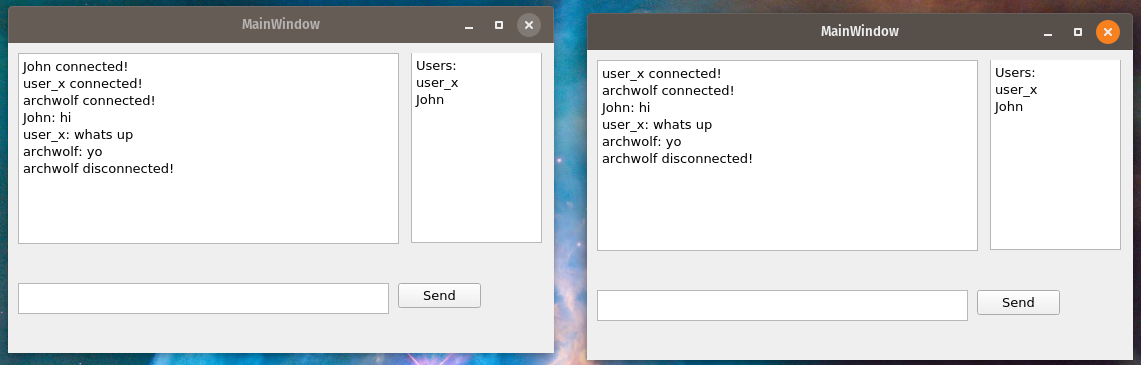 MainWindow
John connected!
user_x connected!
archwolf connected!
John: hi
user_x: whats up
archwolf: yo
archwolf disconnected!
Users:
user_x
John
Send
MainWindow
user_x connected!
archwolf connected!
John: hi
user_x: whats up
archwolf: yo
archwolf disconnected!
Users:
user_x
John
Send